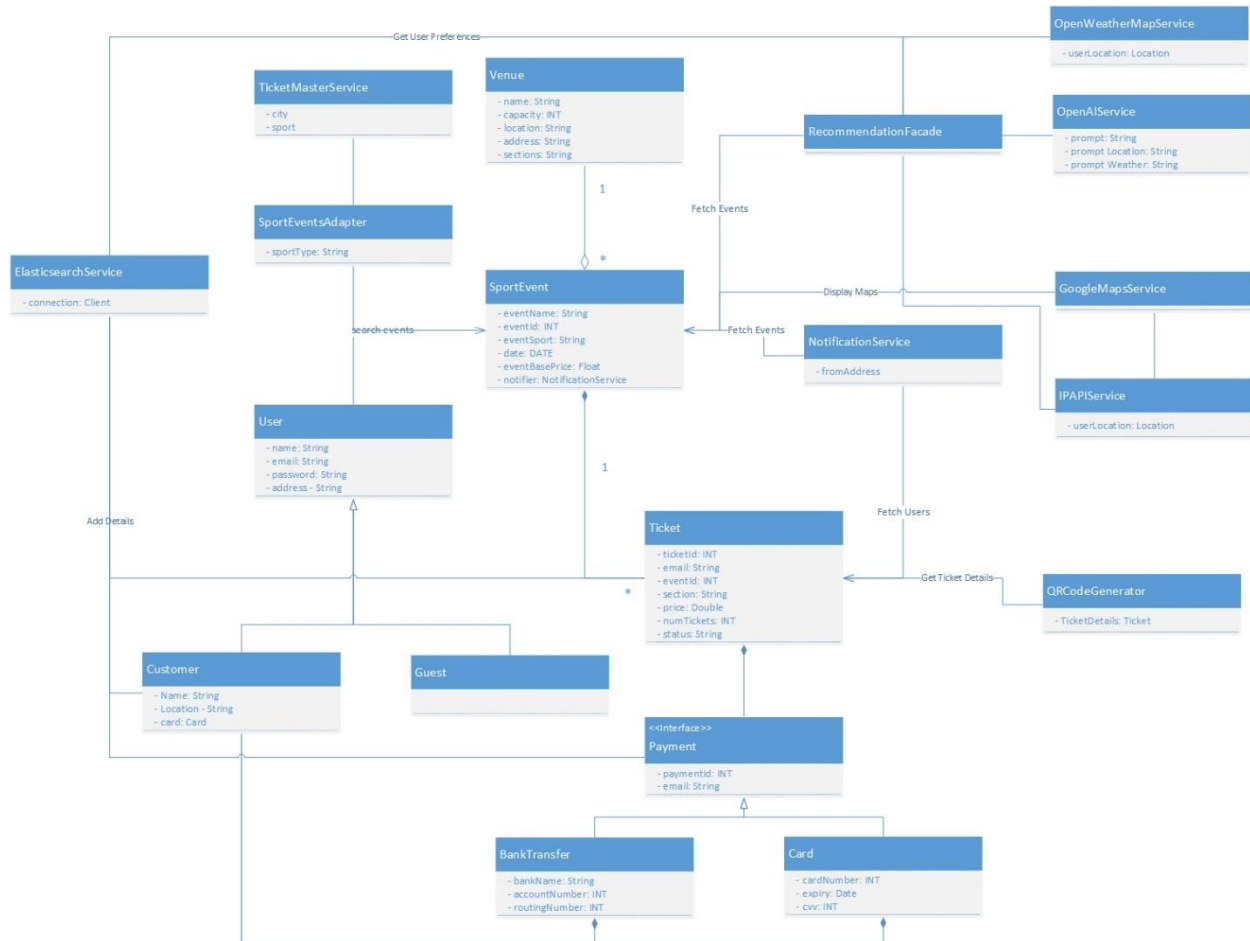 OpenWeatherMapService
- userLocation: Location
Get User Preferences
TicketMasterService
- city
- sport
Venue
- name: String
- capacity: INT
- location: String
- address: String
- sections: String
RecommendationFacade
OpenAIService
- prompt: String
- prompt Location: String
- prompt Weather: String
1
Fetch Events
SportEventsAdapter
- sportType: String
*
ElasticsearchService
- connection: Client
SportEvent
- eventName: String
- eventId: INT
- eventSport: String
- date: DATE
- eventBasePrice: Float
- notifier: NotificationService
search events
Display Maps
Fetch Events
GoogleMapsService
NotificationService
- fromAddress
IPAPIService
- userLocation: Location
User
- name: String
- email: String
- password: String
- address - String
1
Add Details
Fetch Users
Ticket
- ticketId: INT
- email: String
- eventId: INT
- section: String
- price: Double
- numTickets: INT
- status: String
*
Get Ticket Details
QRCodeGenerator
- TicketDetails: Ticket
Customer
- Name: String
- Location - String
- card: Card
Guest
<<Interface>>
Payment
- paymentId: INT
- email: String
BankTransfer
- bankName: String
- accountNumber: INT
- routingNumber: INT
Card
- cardNumber: INT
- expiry: Date
- cvv: INT